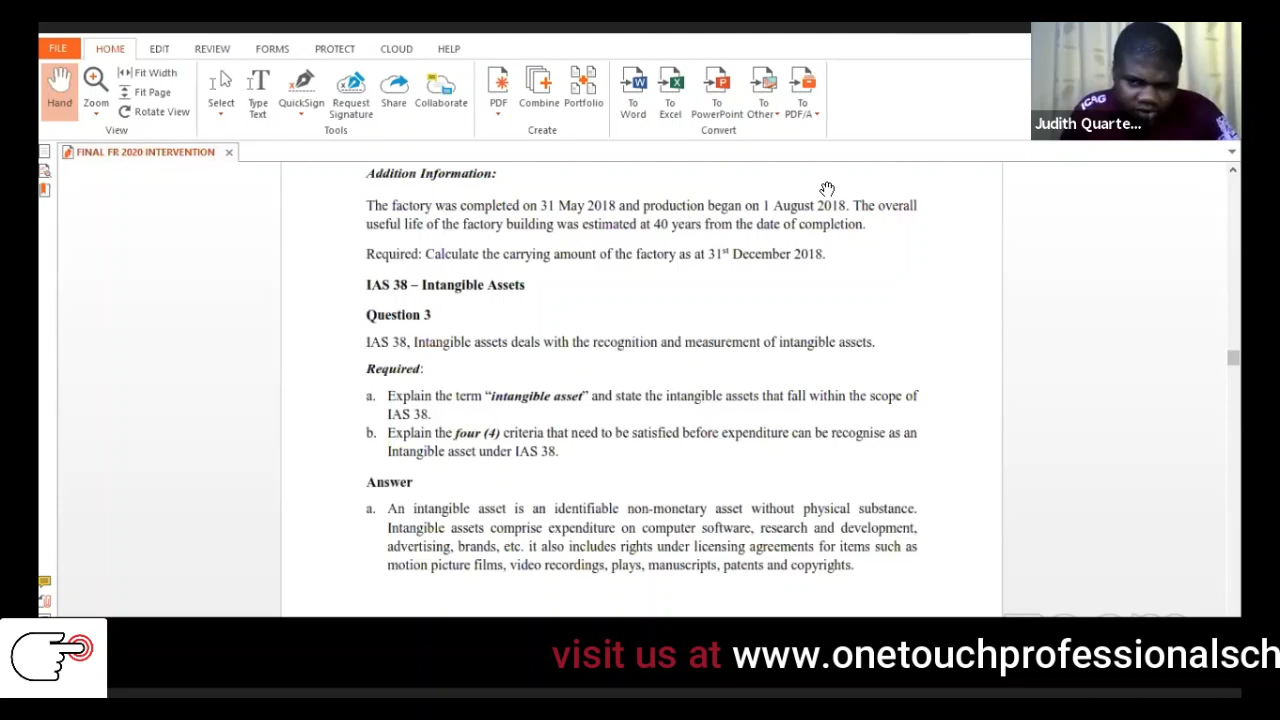 FILE HOME EDIT REVIEW FORMS PROTECT CLOUD HELP
Hand
Zoom
Fit Width
Fit Page
Rotate View
View
Select
Type Text
QuickSign
Request Signature
Share
Collaborate
Tools
PDF
Combine
Portfolio
Create
To Word
To Excel
To PowerPoint
To Other
To PDF/A
Convert
ICAG
Judith Quarte...
FINAL FR 2020 INTERVENTION
Addition Information:
The factory was completed on 31 May 2018 and production began on 1 August 2018. The overall
useful life of the factory building was estimated at 40 years from the date of completion.
Required: Calculate the carrying amount of the factory as at 31st December 2018.
IAS 38 – Intangible Assets
Question 3
IAS 38, Intangible assets deals with the recognition and measurement of intangible assets.
Required:
a. Explain the term “intangible asset” and state the intangible assets that fall within the scope of
IAS 38.
b. Explain the four (4) criteria that need to be satisfied before expenditure can be recognise as an
Intangible asset under IAS 38.
Answer
a. An intangible asset is an identifiable non-monetary asset without physical substance.
Intangible assets comprise expenditure on computer software, research and development,
advertising, brands, etc. it also includes rights under licensing agreements for items such as
motion picture films, video recordings, plays, manuscripts, patents and copyrights.
visit us at www.onetouchprofessionalsch